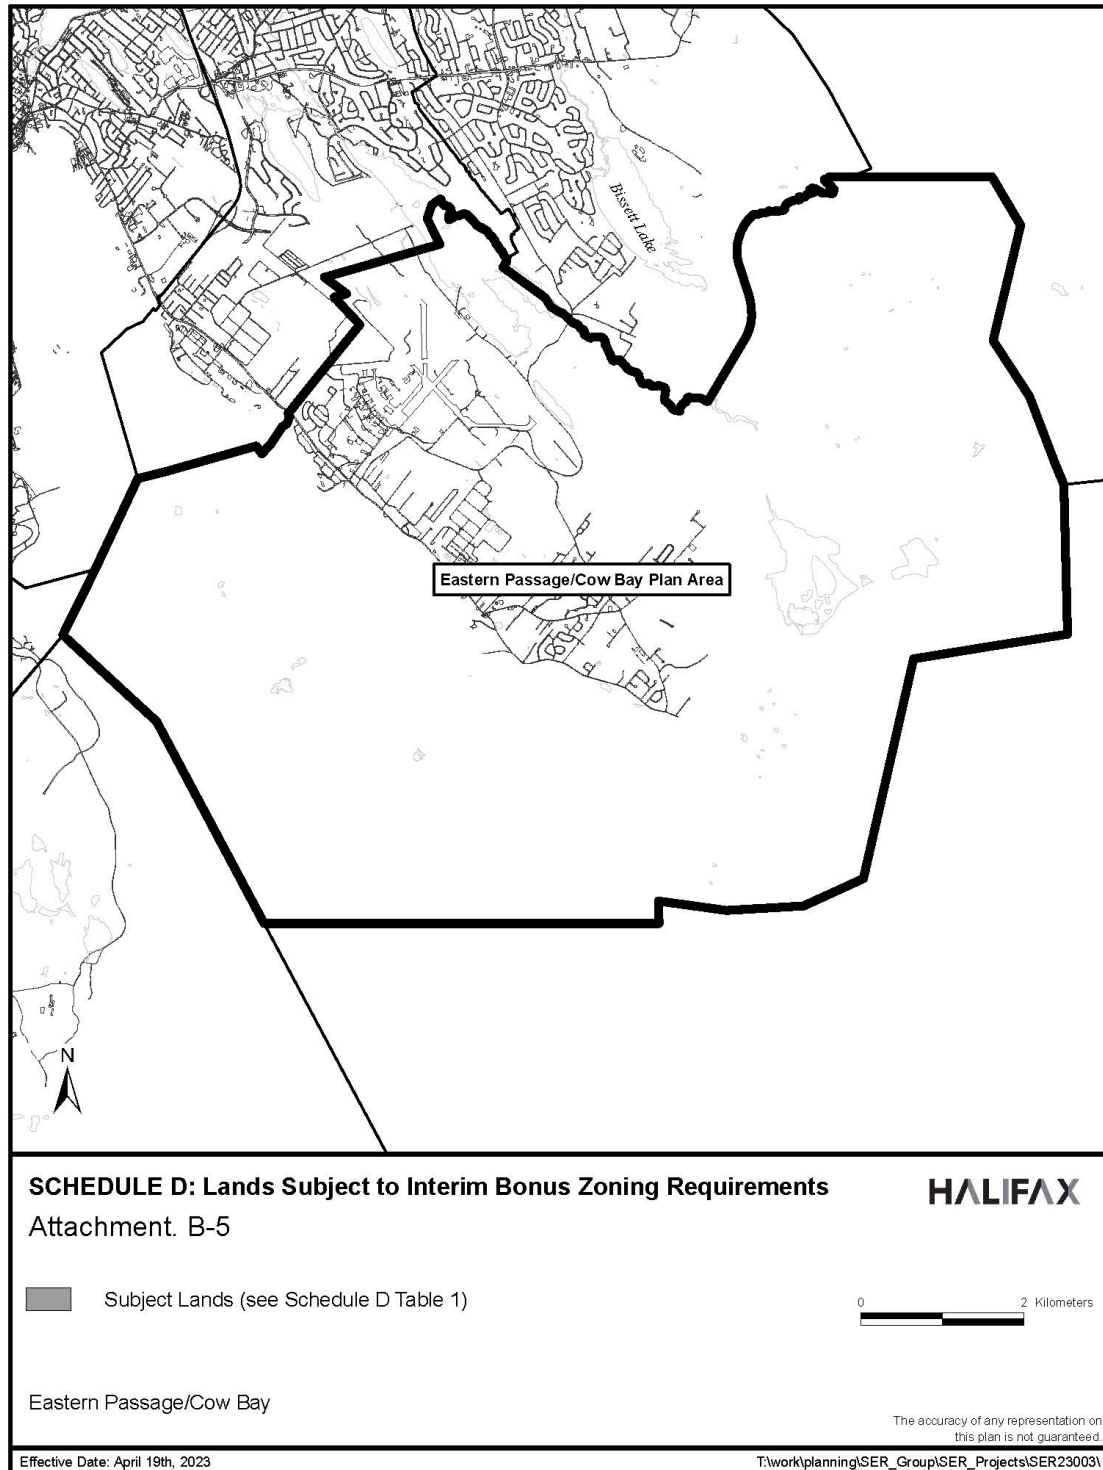 Bissett Lake
Eastern Passage/Cow Bay Plan Area
N
SCHEDULE D: Lands Subject to Interim Bonus Zoning Requirements
HALIFAX
Attachment. B-5
Subject Lands (see Schedule D Table 1)
0 2 Kilometers
Eastern Passage/Cow Bay
The accuracy of any representation on
this plan is not guaranteed.
Effective Date: April 19th, 2023
T:\work\planning\SER_Group\SER_Projects\SER23003\